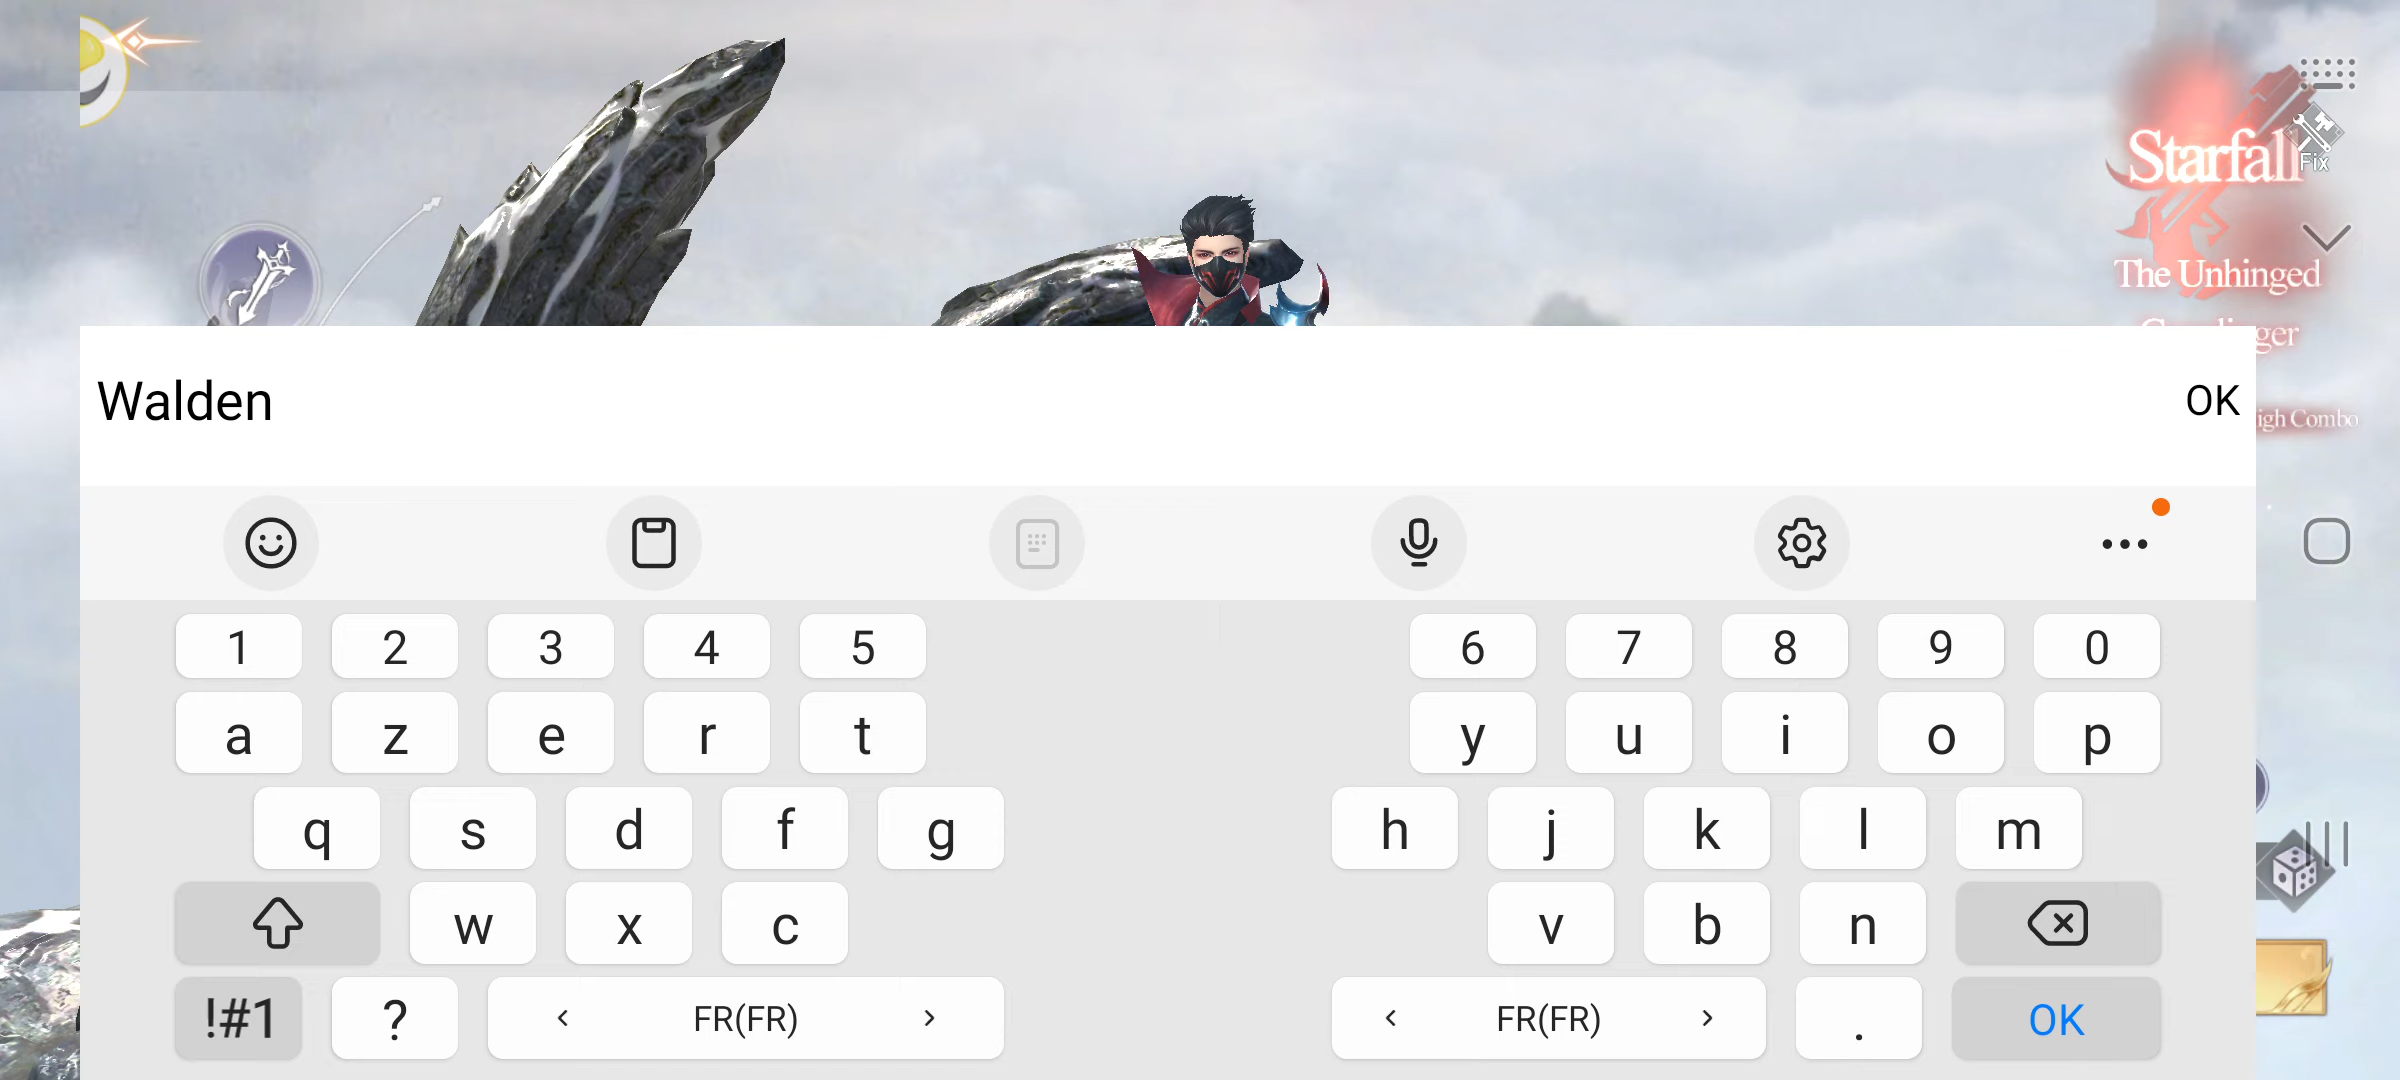 Starfall
Fix
The Unhinged
Walden
OK
igh Combo
1 2 3 4 5 6 7 8 9 0
a z e r t y u i o p
q s d f g h j k l m
w x c v b n
!#1 ? < FR(FR) > < FR(FR) > . OK